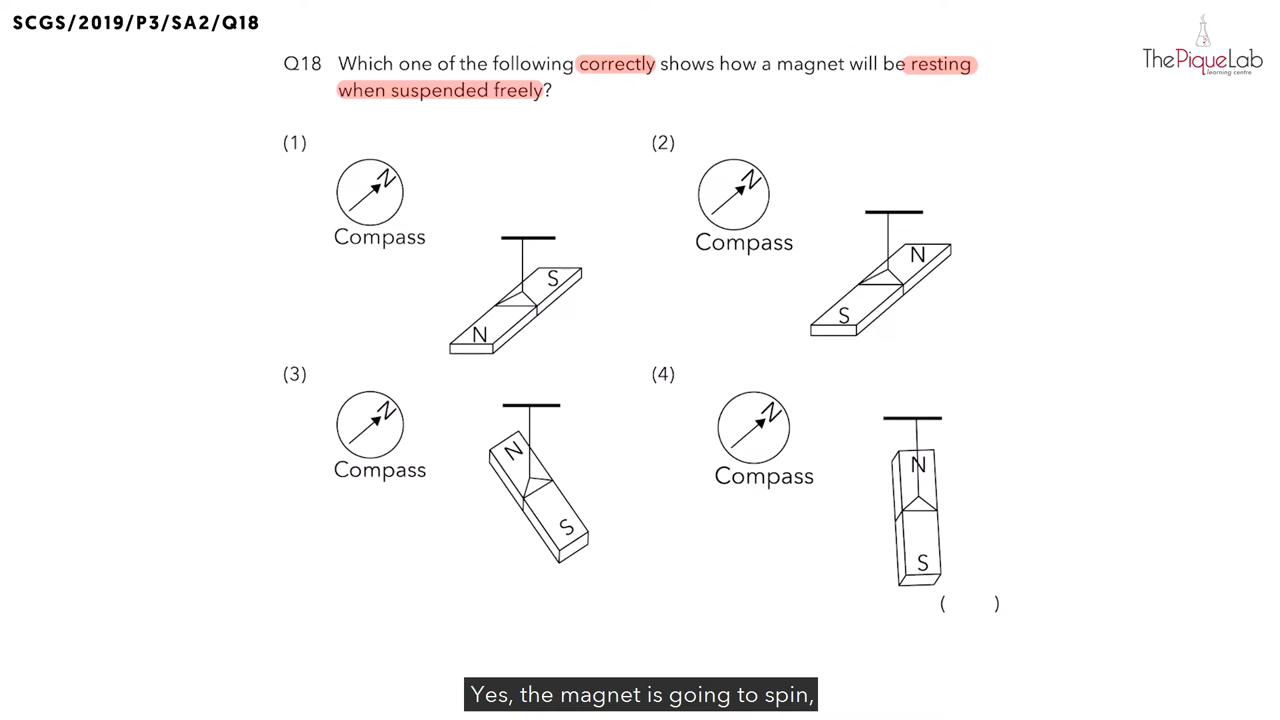 SCGS/2019/P3/SA2/Q18
ThePiqueLab
learning centre
Q18 Which one of the following correctly shows how a magnet will be resting
when suspended freely?
(1)
N
Compass
S
N
(2)
N
Compass
N
S
(3)
N
Compass
N
S
(4)
N
Compass
N
S
( )
Yes, the magnet is going to spin,